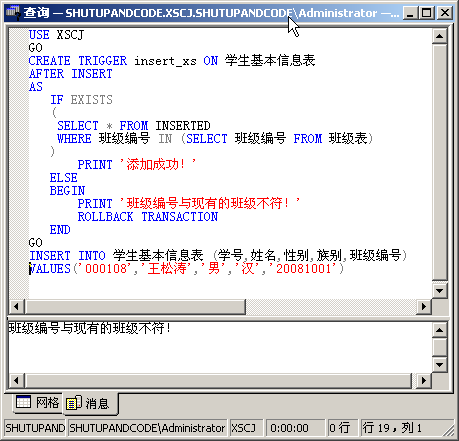 查询 — SHUTUPANDCODE.XSCJ.SHUTUPANDCODE\Administrator — ...
USE XSCJ
GO
CREATE TRIGGER insert_xs ON 学生基本信息表
AFTER INSERT
AS
IF EXISTS
(
SELECT * FROM INSERTED
WHERE 班级编号 IN (SELECT 班级编号 FROM 班级表)
)
PRINT '添加成功!'
ELSE
BEGIN
PRINT '班级编号与现有的班级不符!'
ROLLBACK TRANSACTION
END
GO
INSERT INTO 学生基本信息表 (学号,姓名,性别,族别,班级编号)
VALUES('000108','王松涛','男','汉','20081001')
班级编号与现有的班级不符!
网格 消息
SHUTUPAND SHUTUPANDCODE\Administrator XSCJ 0:00:00 0 行 行 19，列 1